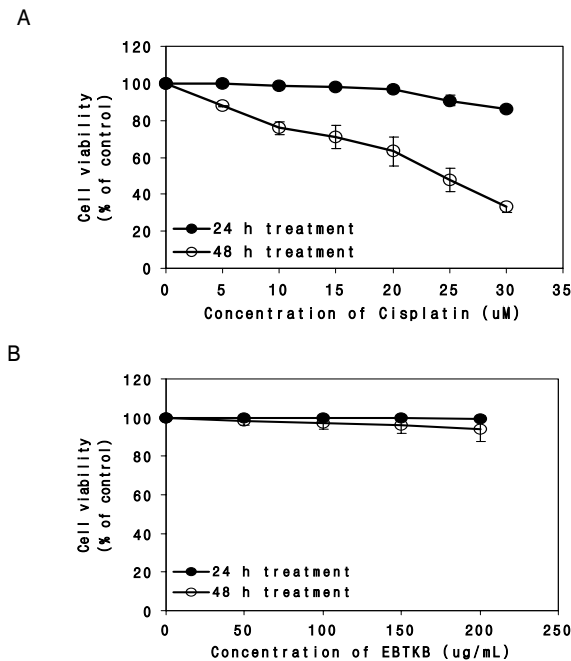 A
120
100
80
60
40
20
0
Cell viability
(% of control)
24 h treatment
48 h treatment
0 5 10 15 20 25 30 35
Concentration of Cisplatin (uM)
B
120
100
80
60
40
20
0
Cell viability
(% of control)
24 h treatment
48 h treatment
0 50 100 150 200 250
Concentration of EBTKB (ug/mL)